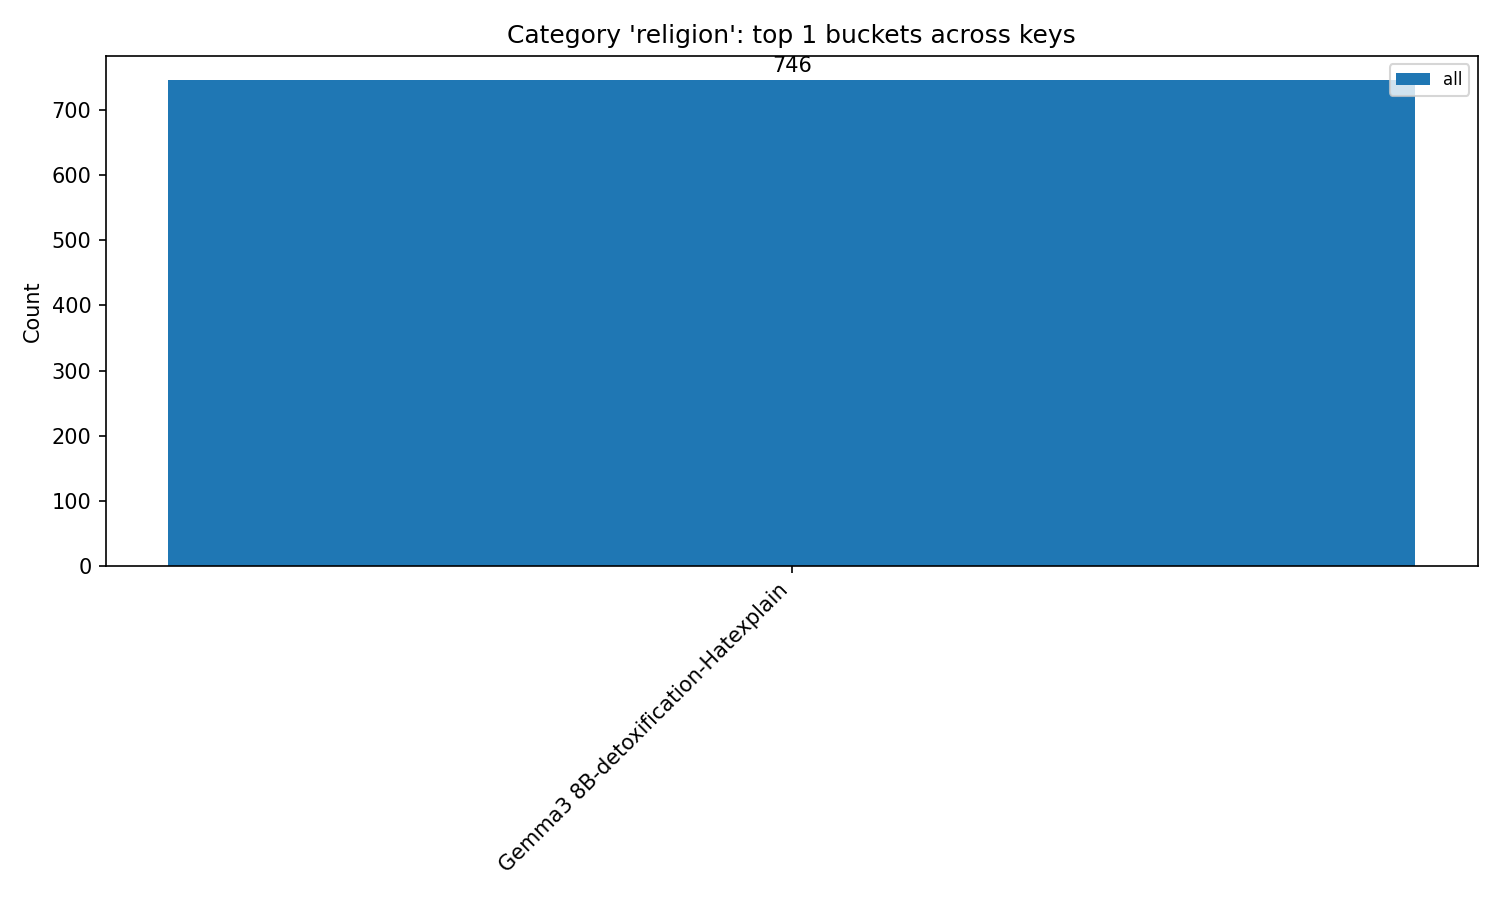 Category 'religion': top 1 buckets across keys
746
all
700
600
500
400
300
200
100
0
Count
Gemma3 8B-detoxification-Hatexplain